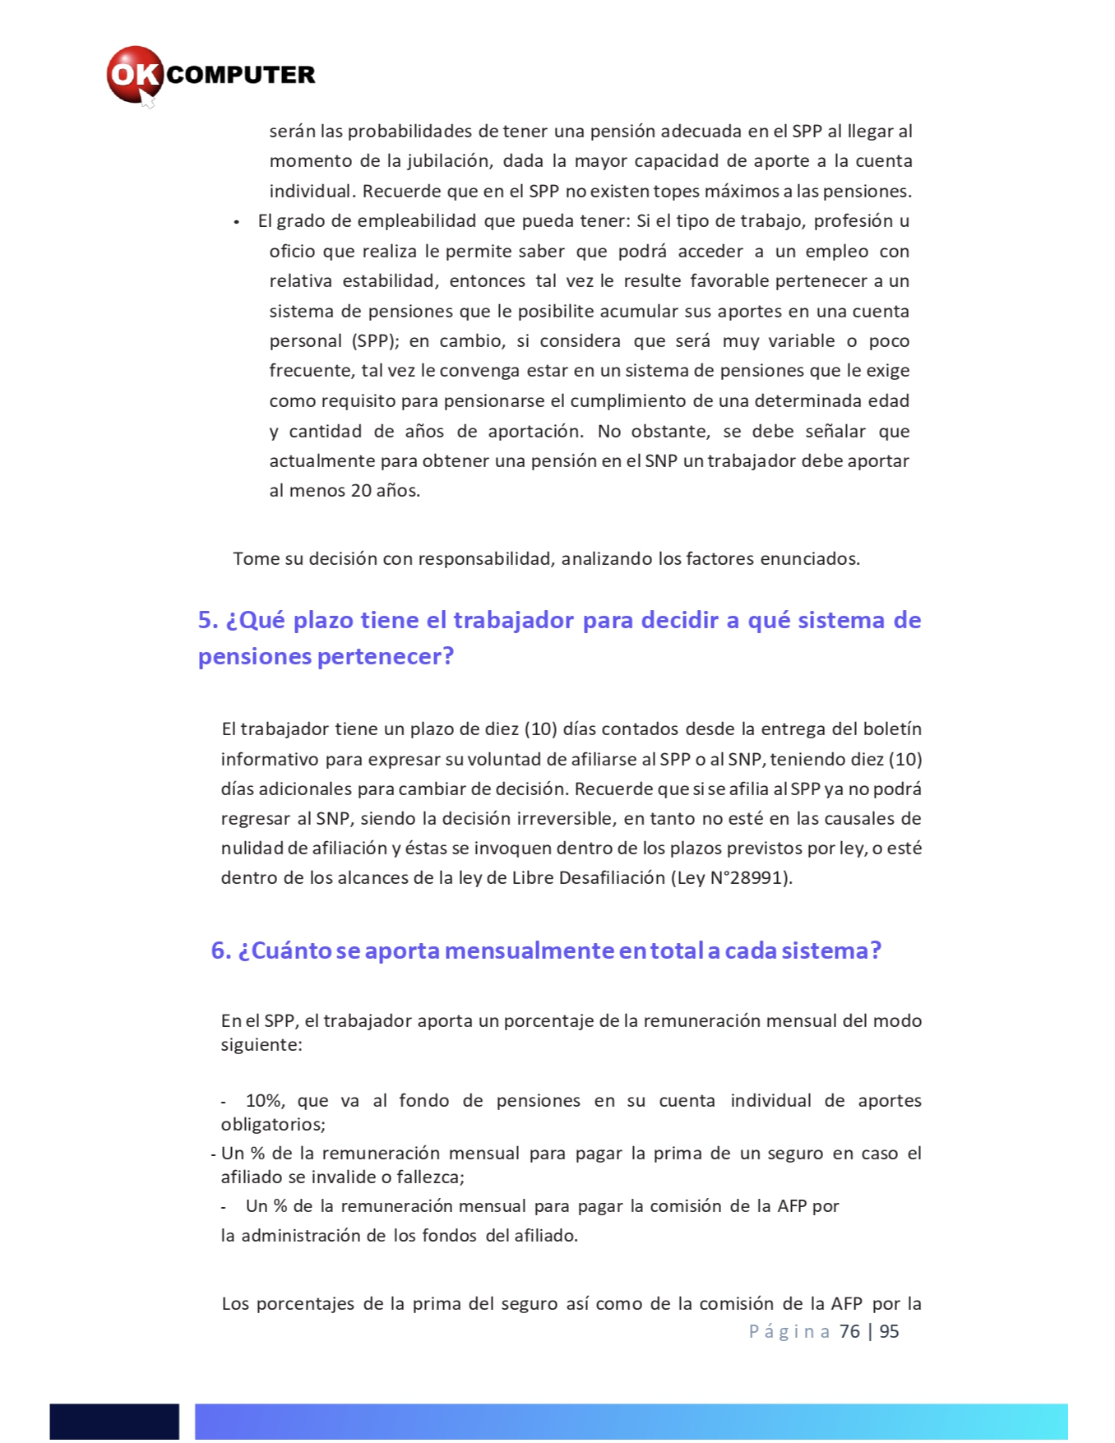 OK COMPUTER
serán las probabilidades de tener una pensión adecuada en el SPP al llegar al
momento de la jubilación, dada la mayor capacidad de aporte a la cuenta
individual. Recuerde que en el SPP no existen topes máximos a las pensiones.
• El grado de empleabilidad que pueda tener: Si el tipo de trabajo, profesión u
oficio que realiza le permite saber que podrá acceder a un empleo con
relativa estabilidad, entonces tal vez le resulte favorable pertenecer a un
sistema de pensiones que le posibilite acumular sus aportes en una cuenta
personal (SPP); en cambio, si considera que será muy variable o poco
frecuente, tal vez le convenga estar en un sistema de pensiones que le exige
como requisito para pensionarse el cumplimiento de una determinada edad
y cantidad de años de aportación. No obstante, se debe señalar que
actualmente para obtener una pensión en el SNP un trabajador debe aportar
al menos 20 años.
Tome su decisión con responsabilidad, analizando los factores enunciados.
5. ¿Qué plazo tiene el trabajador para decidir a qué sistema de
pensiones pertenecer?
El trabajador tiene un plazo de diez (10) días contados desde la entrega del boletín
informativo para expresar su voluntad de afiliarse al SPP o al SNP, teniendo diez (10)
días adicionales para cambiar de decisión. Recuerde que si se afilia al SPP ya no podrá
regresar al SNP, siendo la decisión irreversible, en tanto no esté en las causales de
nulidad de afiliación y éstas se invoquen dentro de los plazos previstos por ley, o esté
dentro de los alcances de la ley de Libre Desafiliación (Ley N°28991).
6. ¿Cuánto se aporta mensualmente en total a cada sistema?
En el SPP, el trabajador aporta un porcentaje de la remuneración mensual del modo
siguiente:
- 10%, que va al fondo de pensiones en su cuenta individual de aportes
obligatorios;
- Un % de la remuneración mensual para pagar la prima de un seguro en caso el
afiliado se invalide o fallezca;
- Un % de la remuneración mensual para pagar la comisión de la AFP por
la administración de los fondos del afiliado.
Los porcentajes de la prima del seguro así como de la comisión de la AFP por la
Página 76 | 95